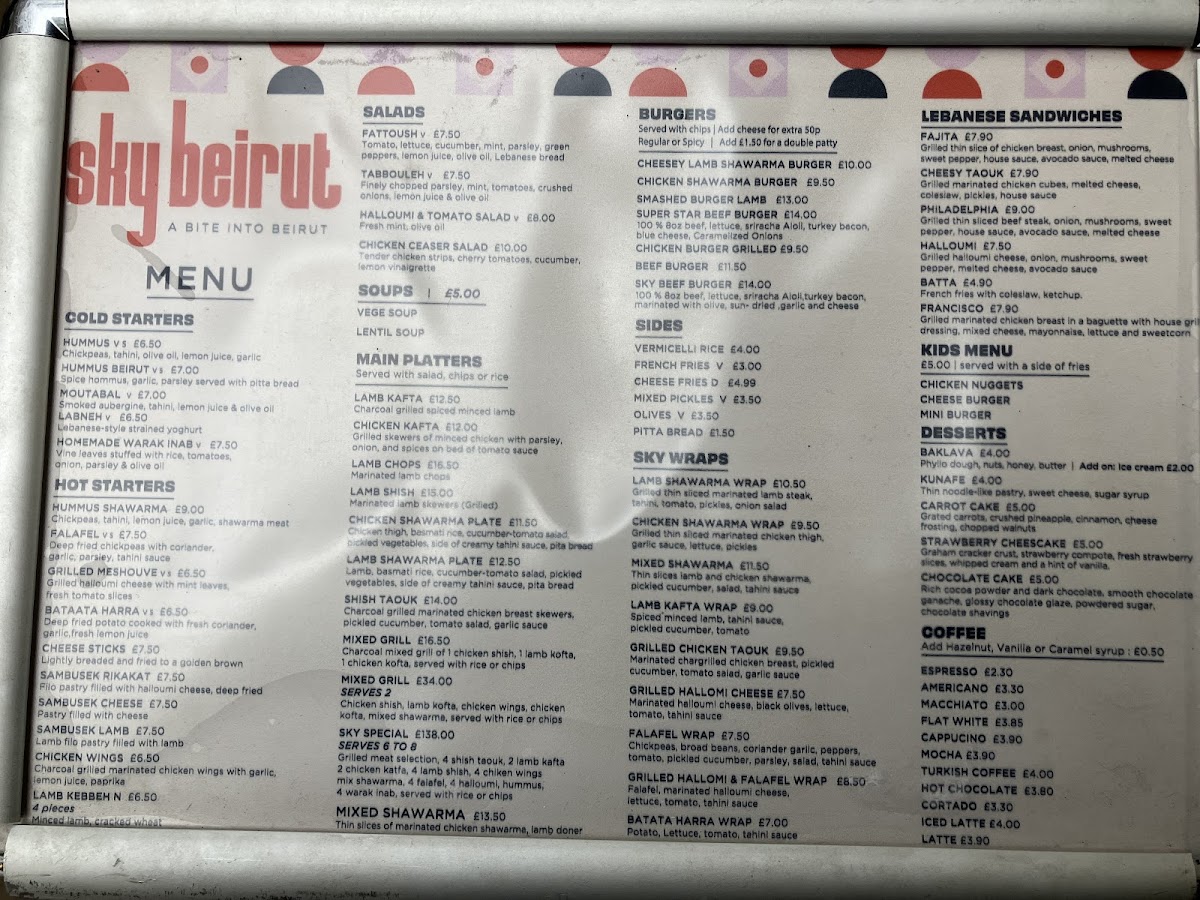 sky beirut
A BITE INTO BEIRUT
MENU
COLD STARTERS
HUMMUS v s £6.50
Chickpeas, tahini, olive oil, lemon juice, garlic
HUMMUS BEIRUT v s £7.00
Spice hommus, garlic, parsley served with pitta bread
MOUTABAL v £7.00
Smoked aubergine, tahini, lemon juice & olive oil
LABNEH v £6.50
Lebanese-style strained yoghurt
HOMEMADE WARAK INAB v £7.50
Vine leaves stuffed with rice, tomatoes,
onion, parsley & olive oil
HOT STARTERS
HUMMUS SHAWARMA £9.00
Chickpeas, tahini, lemon juice, garlic, shawarma meat
FALAFEL v s £7.50
Deep fried chickpeas with coriander,
garlic, parsley, tahini sauce
GRILLED MESHOUVE v s £6.50
Grilled halloumi cheese with mint leaves,
fresh tomato slices
BATAATA HARRA v s £6.50
Deep fried potato cooked with fresh coriander,
garlic,fresh lemon juice
CHEESE STICKS £7.50
Lightly breaded and fried to a golden brown
SAMBUSEK RIKAKAT £7.50
Filo pastry filled with halloumi cheese, deep fried
SAMBUSEK CHEESE £7.50
Pastry filled with cheese
SAMBUSEK LAMB £7.50
Lamb filo pastry filled with lamb
CHICKEN WINGS £6.50
Charcoal grilled marinated chicken wings with garlic,
lemon juice, paprika
LAMB KEBBEH N £6.50
4 pieces
Minced lamb, cracked wheat
SALADS
FATTOUSH v £7.50
Tomato, lettuce, cucumber, mint, parsley, green
peppers, lemon juice, olive oil, Lebanese bread
TABBOULEH v £7.50
Finely chopped parsley, mint, tomatoes, crushed
onions, lemon juice & olive oil
HALLOUMI & TOMATO SALAD v £8.00
Fresh mint, olive oil
CHICKEN CEASER SALAD £10.00
Tender chicken strips, cherry tomatoes, cucumber,
lemon vinaigrette
SOUPS | £5.00
VEGE SOUP
LENTIL SOUP
MAIN PLATTERS
Served with salad, chips or rice
LAMB KAFTA £12.50
Charcoal grilled spiced minced lamb
CHICKEN KAFTA £12.00
Grilled skewers of minced chicken with parsley,
onion, and spices on bed of tomato sauce
LAMB CHOPS £16.50
Marinated lamb chops
LAMB SHISH £15.00
Marinated lamb skewers (Grilled)
CHICKEN SHAWARMA PLATE £11.50
Chicken thigh, basmati rice, cucumber-tomato salad,
pickled vegetables, side of creamy tahini sauce, pita bread
LAMB SHAWARMA PLATE £12.50
Lamb, basmati rice, cucumber-tomato salad, pickled
vegetables, side of creamy tahini sauce, pita bread
SHISH TAOUK £14.00
Charcoal grilled marinated chicken breast skewers,
pickled cucumber, tomato salad, garlic sauce
MIXED GRILL £16.50
Charcoal mixed grill of 1 chicken shish, 1 lamb kofta,
1 chicken kofta, served with rice or chips
MIXED GRILL £34.00
SERVES 2
Chicken shish, lamb kofta, chicken wings, chicken
kofta, mixed shawarma, served with rice or chips
SKY SPECIAL £138.00
SERVES 6 TO 8
Grilled meat selection, 4 shish taouk, 2 lamb kafta
2 chicken katfa, 4 lamb shish, 4 chiken wings
mix shawarma, 4 falafel, 4 halloumi, hummus,
4 warak inab, served with rice or chips
MIXED SHAWARMA £13.50
Thin slices of marinated chicken shawarma, lamb doner
BURGERS
Served with chips | Add cheese for extra 50p
Regular or Spicy | Add £1.50 for a double patty
CHEESEY LAMB SHAWARMA BURGER £10.00
CHICKEN SHAWARMA BURGER £9.50
SMASHED BURGER LAMB £13.00
SUPER STAR BEEF BURGER £14.00
100 % 8oz beef, lettuce, sriracha Aioli, turkey bacon,
blue cheese, Caramelized Onions
CHICKEN BURGER GRILLED £9.50
BEEF BURGER £11.50
SKY BEEF BURGER £14.00
100 % 8oz beef, lettuce, sriracha Aioli,turkey bacon,
marinated with olive, sun- dried ,garlic and cheese
SIDES
VERMICELLI RICE £4.00
FRENCH FRIES V £3.00
CHEESE FRIES D £4.99
MIXED PICKLES V £3.50
OLIVES V £3.50
PITTA BREAD £1.50
SKY WRAPS
LAMB SHAWARMA WRAP £10.50
Grilled thin sliced marinated lamb steak,
tahini, tomato, pickles, onion salad
CHICKEN SHAWARMA WRAP £9.50
Grilled thin sliced marinated chicken thigh,
garlic sauce, lettuce, pickles
MIXED SHAWARMA £11.50
Thin slices lamb and chicken shawarma,
pickled cucumber, salad, tahini sauce
LAMB KAFTA WRAP £9.00
Spiced minced lamb, tahini sauce,
pickled cucumber, tomato
GRILLED CHICKEN TAOUK £9.50
Marinated chargrilled chicken breast, pickled
cucumber, tomato salad, garlic sauce
GRILLED HALLOMI CHEESE £7.50
Marinated halloumi cheese, black olives, lettuce,
tomato, tahini sauce
FALAFEL WRAP £7.50
Chickpeas, broad beans, coriander garlic, peppers,
tomato, pickled cucumber, parsley, salad, tahini sauce
GRILLED HALLOMI & FALAFEL WRAP £8.50
Falafel, marinated halloumi cheese,
lettuce, tomato, tahini sauce
BATATA HARRA WRAP £7.00
Potato, Lettuce, tomato, tahini sauce
LEBANESE SANDWICHES
FAJITA £7.90
Grilled thin slice of chicken breast, onion, mushrooms,
sweet pepper, house sauce, avocado sauce, melted cheese
CHEESY TAOUK £7.90
Grilled marinated chicken cubes, melted cheese,
coleslaw, pickles, house sauce
PHILADELPHIA £9.00
Grilled thin sliced beef steak, onion, mushrooms, sweet
pepper, house sauce, avocado sauce, melted cheese
HALLOUMI £7.50
Grilled halloumi cheese, onion, mushrooms, sweet
pepper, melted cheese, avocado sauce
BATTA £4.90
French fries with coleslaw, ketchup.
FRANCISCO £7.90
Grilled marinated chicken breast in a baguette with house gril
dressing, mixed cheese, mayonnaise, lettuce and sweetcorn
KIDS MENU
£5.00 | served with a side of fries
CHICKEN NUGGETS
CHEESE BURGER
MINI BURGER
DESSERTS
BAKLAVA £4.00
Phyllo dough, nuts, honey, butter | Add on: Ice cream £2.00
KUNAFE £4.00
Thin noodle-like pastry, sweet cheese, sugar syrup
CARROT CAKE £5.00
Grated carrots, crushed pineapple, cinnamon, cheese
frosting, chopped walnuts
STRAWBERRY CHEESCAKE £5.00
Graham cracker crust, strawberry compote, fresh strawberry
slices, whipped cream and a hint of vanilla.
CHOCOLATE CAKE £5.00
Rich cocoa powder and dark chocolate, smooth chocolate
ganache, glossy chocolate glaze, powdered sugar,
chocolate shavings
COFFEE
Add Hazelnut, Vanilla or Caramel syrup : £0.50
ESPRESSO £2.30
AMERICANO £3.30
MACCHIATO £3.00
FLAT WHITE £3.85
CAPPUCINO £3.90
MOCHA £3.90
TURKISH COFFEE £4.00
HOT CHOCOLATE £3.80
CORTADO £3.30
ICED LATTE £4.00
LATTE £3.90